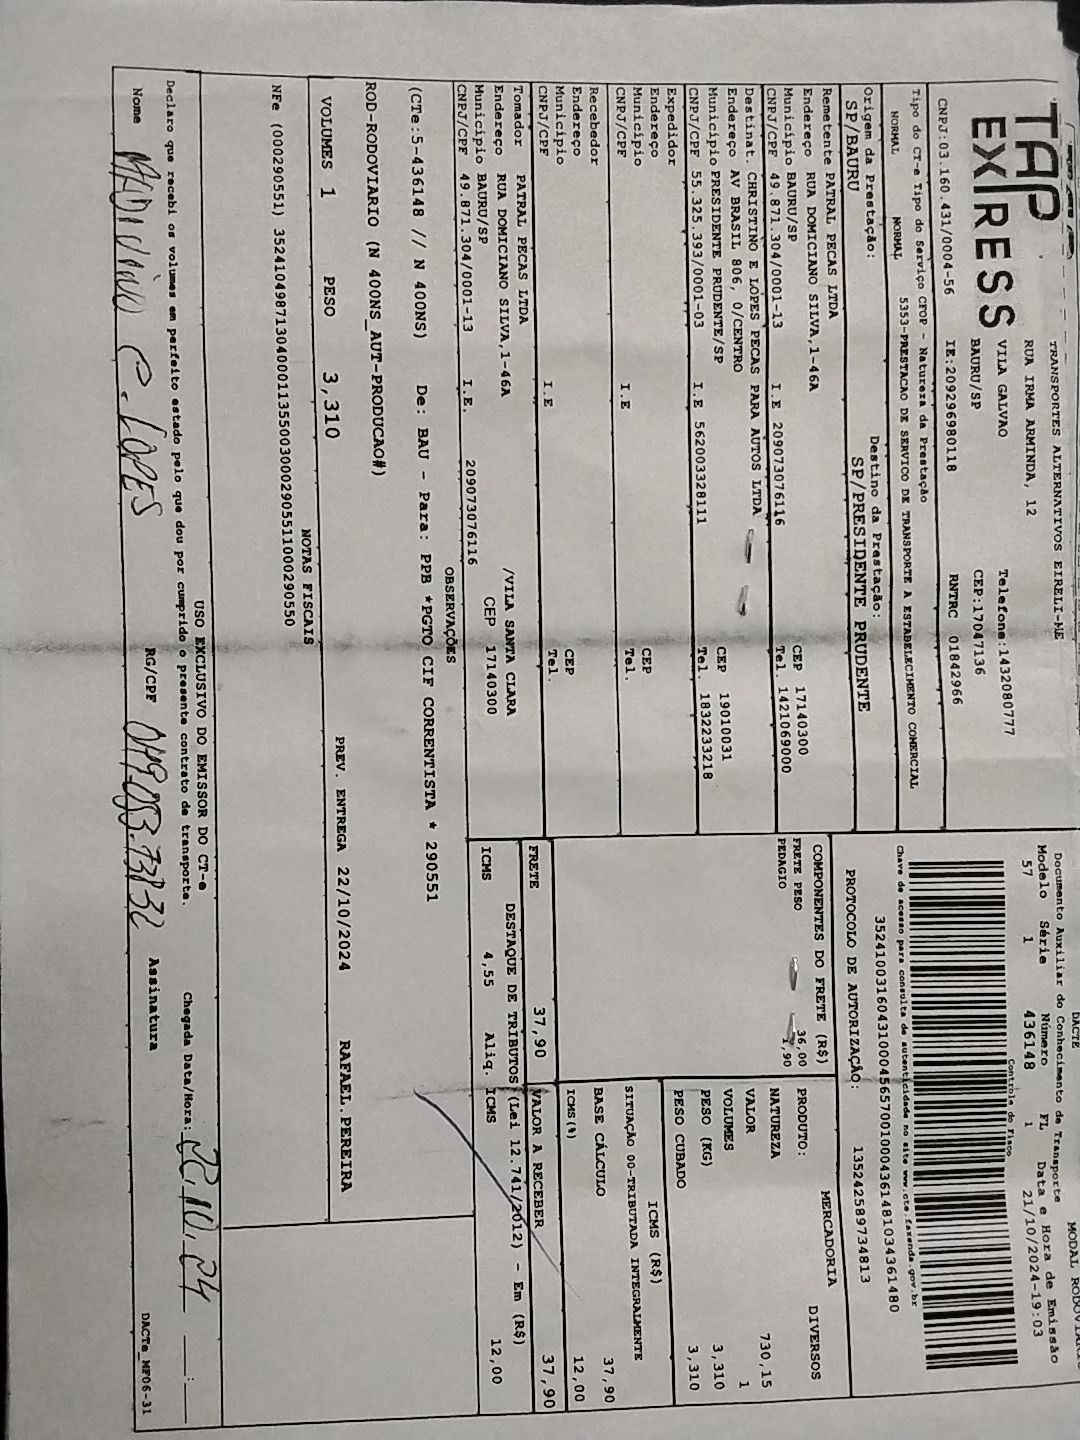 TAP
EXPRESS
TRANSPORTES ALTERNATIVOS EIRELI-ME
RUA IRMA ARMINDA, 12
VILA GALVAO Telefone:1432080777
BAURU/SP CEP:17047136
CNPJ:03.160.431/0004-56 IE:209296980118 RNTRC 01842966
Tipo do CT-e Tipo do Serviço CFOP - Natureza da Prestação
NORMAL NORMAL 5353-PRESTACAO DE SERVICO DE TRANSPORTE A ESTABELECIMENTO COMERCIAL
Origem da Prestação: Destino da Prestação:
SP/BAURU SP/PRESIDENTE PRUDENTE
Remetente PATRAL PECAS LTDA
Endereço RUA DOMICIANO SILVA,1-46A
Município BAURU/SP CEP 17140300
CNPJ/CPF 49.871.304/0001-13 I.E 209073076116 Tel. 1421069000
Destinat. CHRISTINO E LOPES PECAS PARA AUTOS LTDA
Endereço AV BRASIL 806, 0/CENTRO
Município PRESIDENTE PRUDENTE/SP CEP 19010031
CNPJ/CPF 55.325.393/0001-03 I.E 562003328111 Tel. 1832233218
Expedidor
Endereço
Município CEP
CNPJ/CPF I.E Tel.
Recebedor
Endereço
Município CEP
CNPJ/CPF I.E Tel.
Tomador PATRAL PECAS LTDA
Endereço RUA DOMICIANO SILVA,1-46A /VILA SANTA CLARA
Município BAURU/SP CEP 17140300
CNPJ/CPF 49.871.304/0001-13 I.E. 209073076116
DACTE MODAL
Documento Auxiliar do Conhecimento de Transporte
Modelo Série Número FL Data e Hora de Emissão
57 1 436148 1 21/10/2024-19:03
Controle do Fisco
Chave de acesso para consulta de autenticidade no site www.cte.fazenda.gov.br
35241003160431000456570010004361481034361480
PROTOCOLO DE AUTORIZAÇÃO: 135242589734813
COMPONENTES DO FRETE (R$)
FRETE PESO 36,00
PEDAGIO 1,90
MERCADORIA
PRODUTO: DIVERSOS
NATUREZA
VALOR 730,15
VOLUMES 1
PESO (KG) 3,310
PESO CUBADO 3,310
ICMS (R$)
SITUAÇÃO 00-TRIBUTADA INTEGRALMENTE
BASE CÁLCULO 37,90
ICMS(%) 12,00
FRETE 37,90 VALOR A RECEBER 37,90
DESTAQUE DE TRIBUTOS (Lei 12.741/2012) - Em (R$)
ICMS 4,55 Aliq. ICMS 12,00
OBSERVAÇÕES
(CTe:5-436148 // N 400NS) De: BAU - Para: PPB *PGTO CIF CORRENTISTA * 290551
ROD-RODOVIARIO (N 400NS_AUT-PRODUCAO#)
VOLUMES 1 PESO 3,310 PREV. ENTREGA 22/10/2024 RAFAEL.PEREIRA
NOTAS FISCAIS
NFe (000290551) 35241049871304000113550030002905511000290550
USO EXCLUSIVO DO EMISSOR DO CT-e
Declaro que recebi os volumes em perfeito estado pelo que dou por cumprido o presente contrato de transporte. Chegada Data/Hora: 22.10.24 :
Nome C. LOPES RG/CPF Assinatura
DACTe_MF06-31